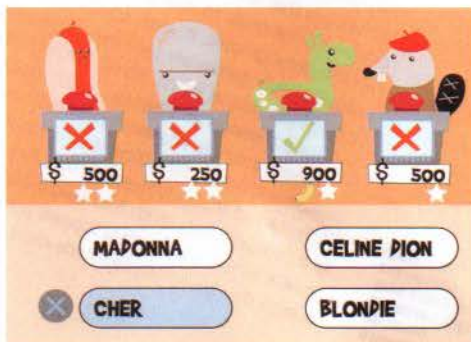 $ 500 $ 250 $ 900 $ 500
MADONNA CELINE DION
CHER BLONDIE